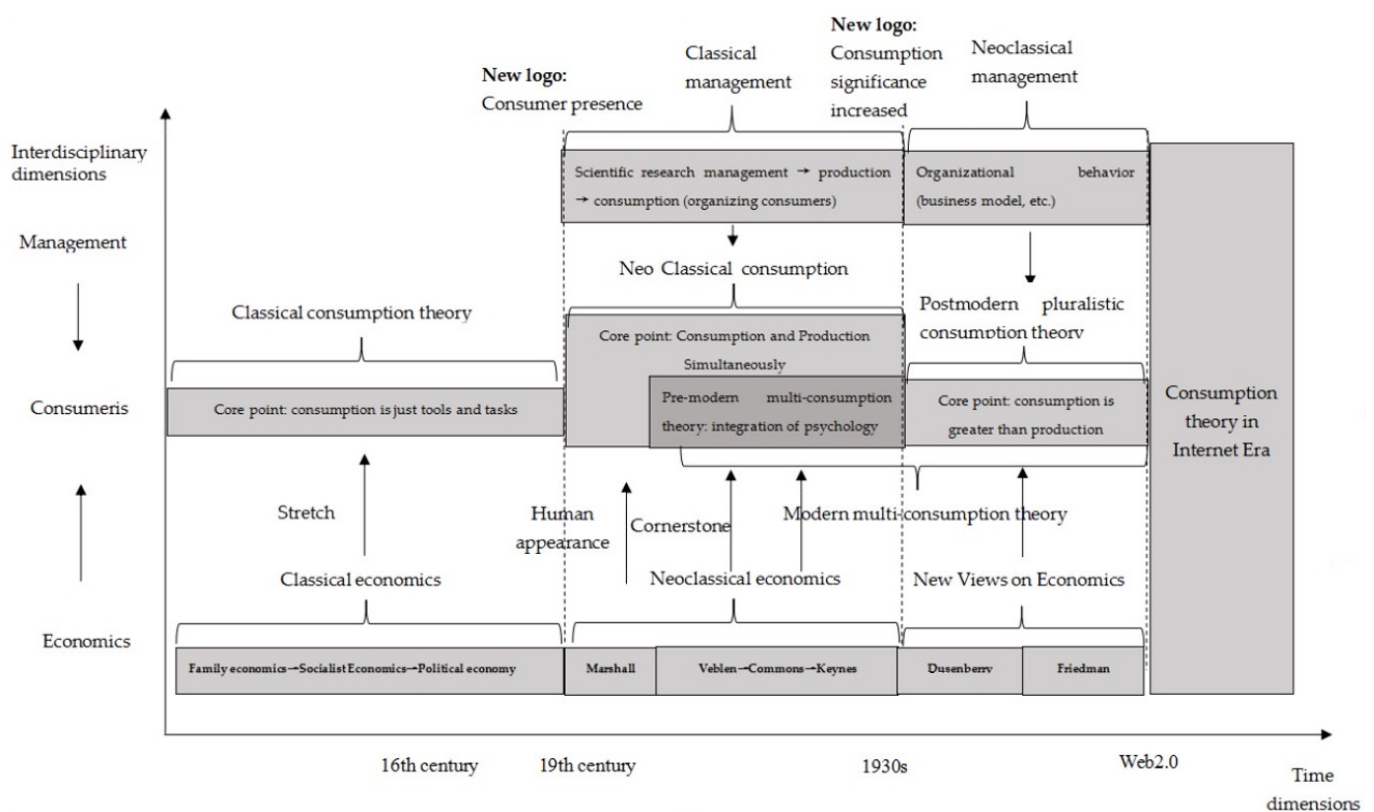 New logo:
Consumer presence
Classical
management
New logo:
Consumption
significance
increased
Neoclassical
management
Interdisciplinary
dimensions
Scientific research management → production
→ consumption (organizing consumers)
Organizational behavior
(business model, etc.)
Management
Neo Classical consumption
Classical consumption theory
Postmodern pluralistic
consumption theory
Core point: Consumption and Production
Simultaneously
Consumeris
Core point: consumption is just tools and tasks
Pre-modern multi-consumption
theory: integration of psychology
Core point: consumption is
greater than production
Consumption
theory in
Internet Era
Stretch
Human
appearance
Cornerstone
Modern multi-consumption theory
Classical economics
Neoclassical economics
New Views on Economics
Economics
Family economics→Socialist Economics→Political economy
Marshall
Veblen→Commons→Keynes
Dusenberry
Friedman
16th century
19th century
1930s
Web2.0
Time
dimensions